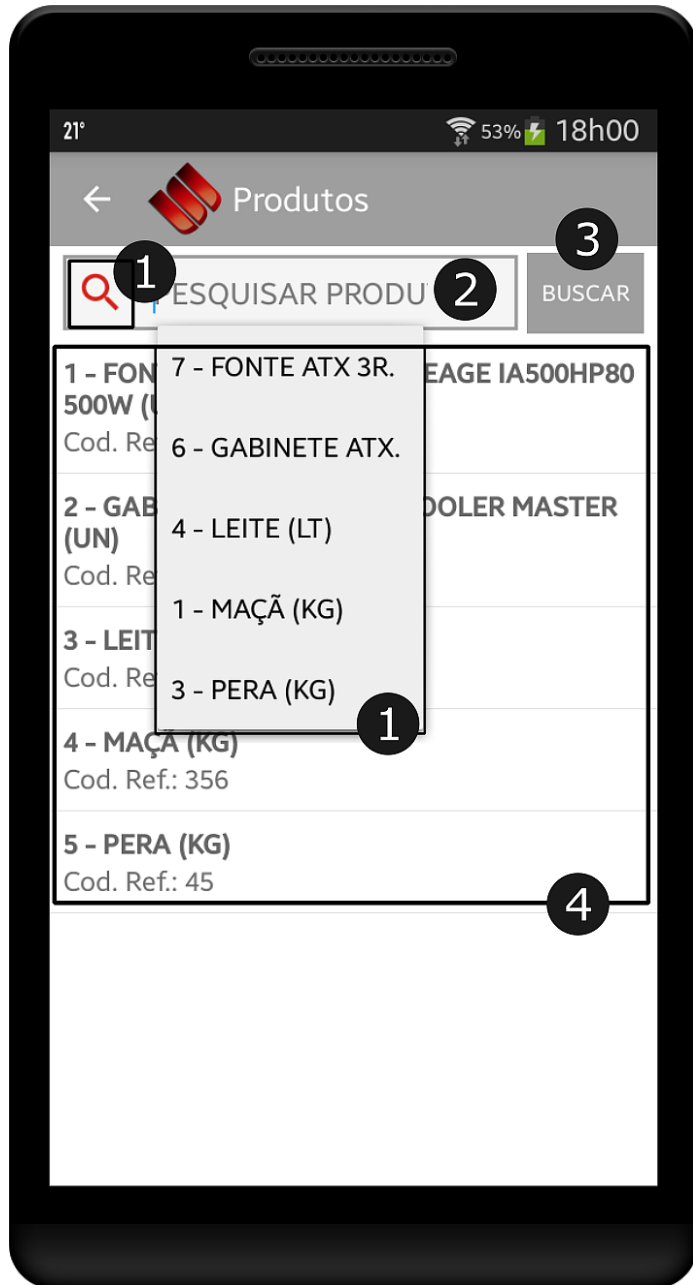 21° 53% 18h00
Produtos
3
1 ESQUISAR PRODU 2 BUSCAR
1 - FON EAGE IA500HP80
500W (
Cod. Re
2 - GAB OOLER MASTER
(UN)
Cod. Re
3 - LEIT
Cod. Re
7 - FONTE ATX 3R.
6 - GABINETE ATX.
4 - LEITE (LT)
1 - MAÇÃ (KG)
3 - PERA (KG)
1
4 - MAÇÃ (KG)
Cod. Ref.: 356
5 - PERA (KG)
Cod. Ref.: 45
4